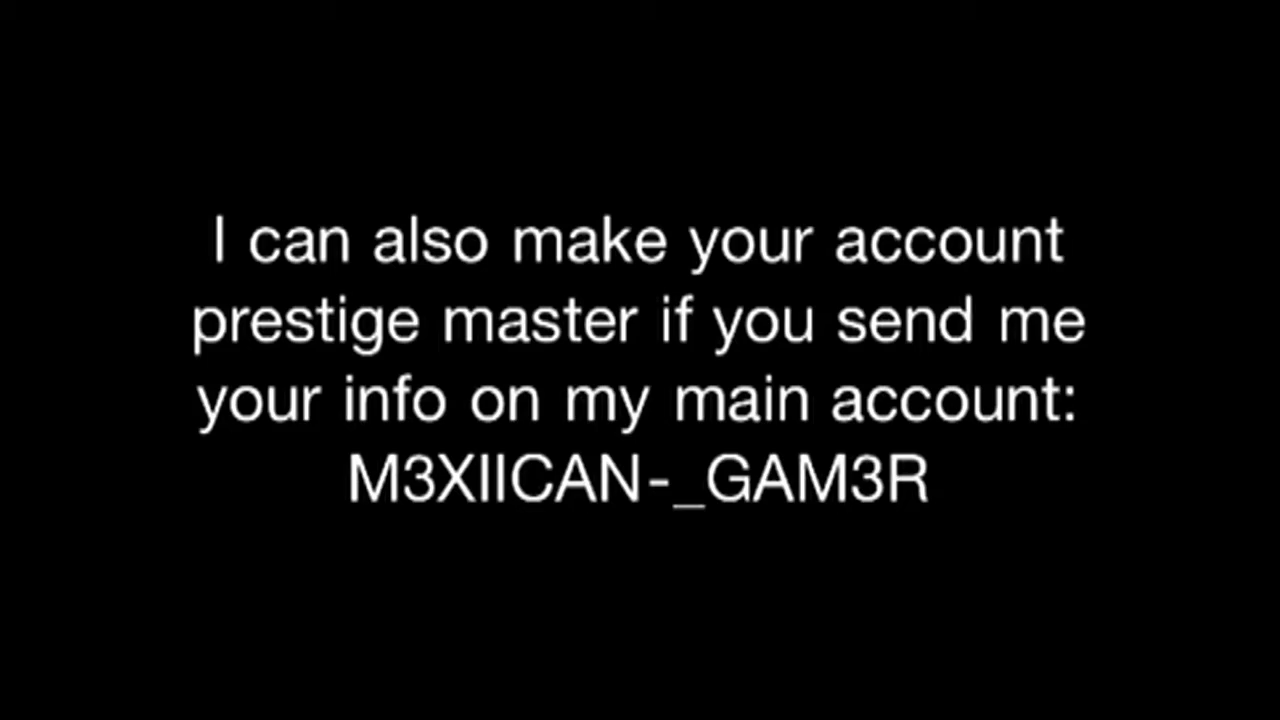 I can also make your account
prestige master if you send me
your info on my main account:
M3XIICAN-_GAM3R